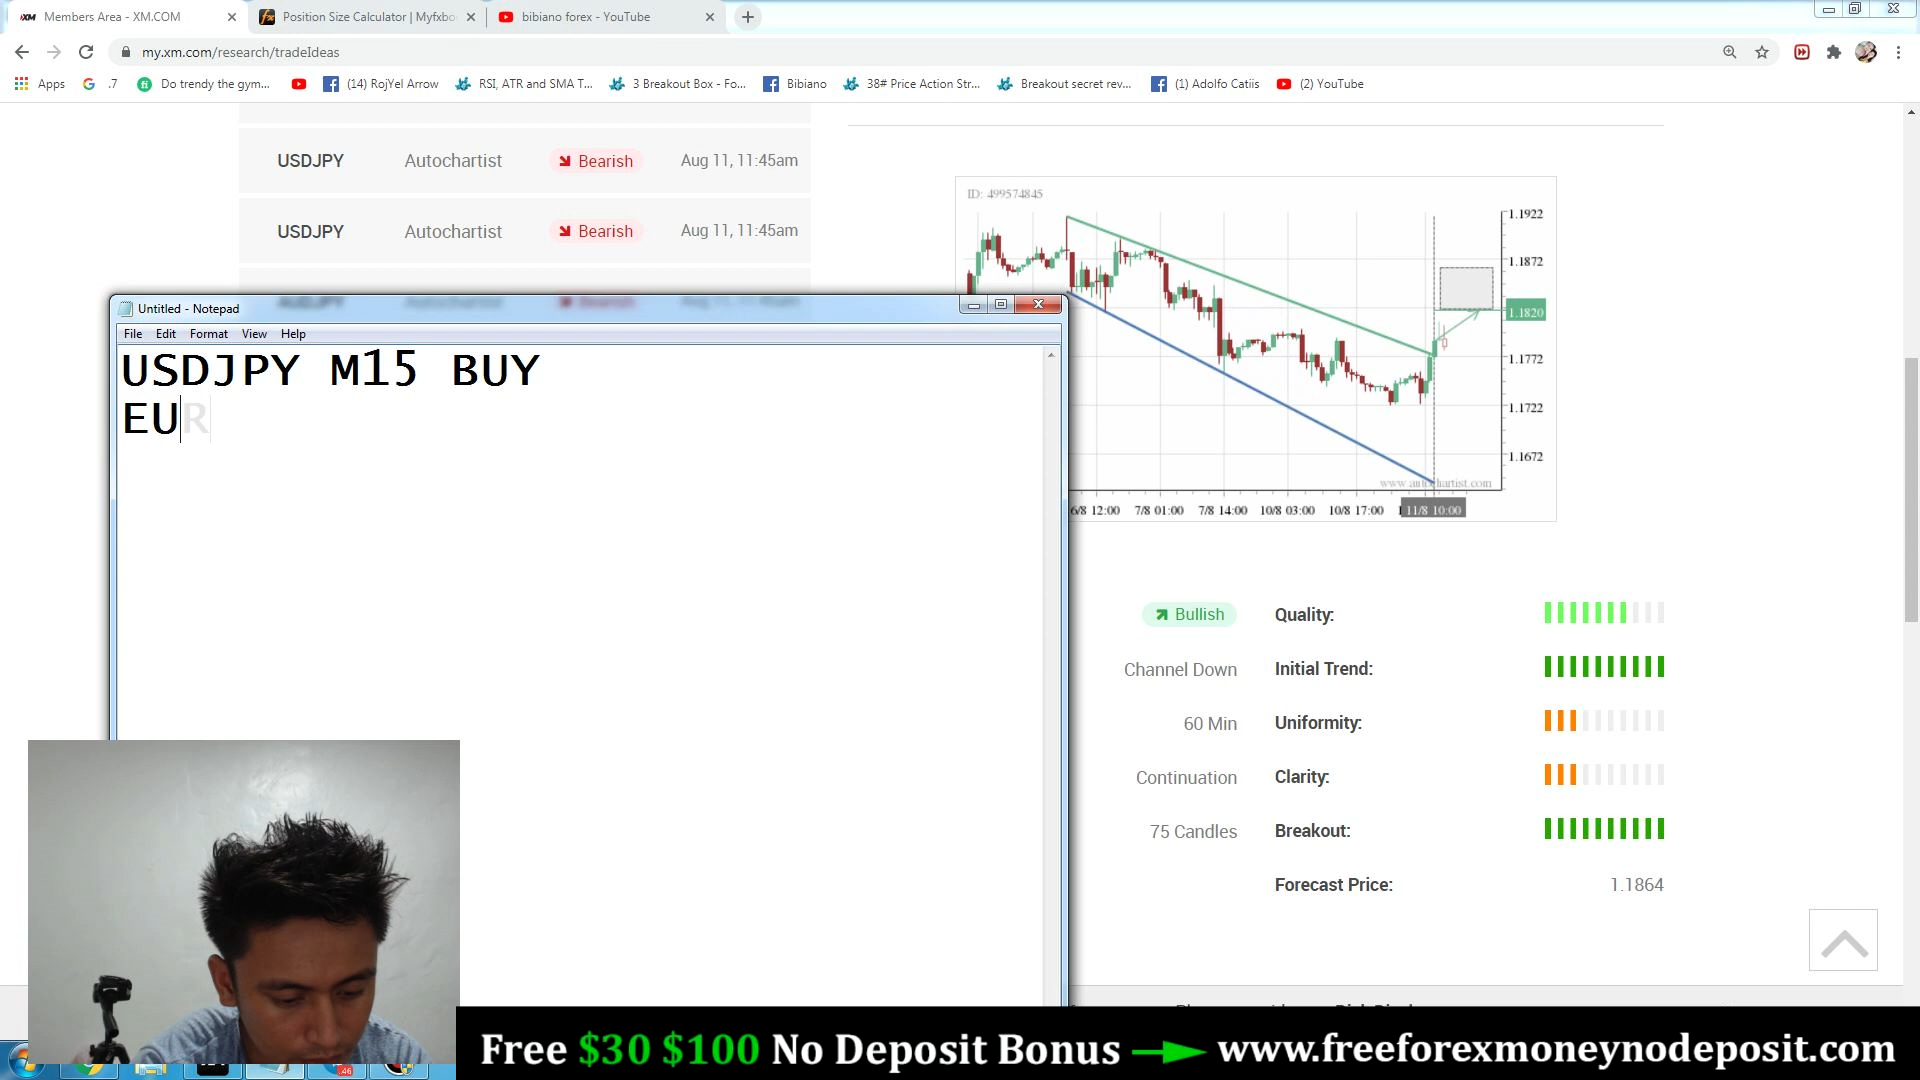 Members Area - XM.COM
Position Size Calculator | Myfxbo
bibiano forex - YouTube
my.xm.com/research/tradeIdeas
Apps
.7
Do trendy the gym...
(14) RojYel Arrow
RSI, ATR and SMA T...
3 Breakout Box - Fo...
Bibiano
38# Price Action Str...
Breakout secret rev...
(1) Adolfo Catiis
(2) YouTube
USDJPY Autochartist Bearish Aug 11, 11:45am
USDJPY Autochartist Bearish Aug 11, 11:45am
ID: 499574845
1.1922
1.1872
1.1820
1.1772
1.1722
1.1672
6/8 12:00 7/8 01:00 7/8 14:00 10/8 03:00 10/8 17:00 11/8 10:00
Untitled - Notepad
File Edit Format View Help
USDJPY M15 BUY
EUR
Bullish Quality:
Channel Down Initial Trend:
60 Min Uniformity:
Continuation Clarity:
75 Candles Breakout:
Forecast Price: 1.1864
Free $30 $100 No Deposit Bonus www.freeforexmoneynodeposit.com